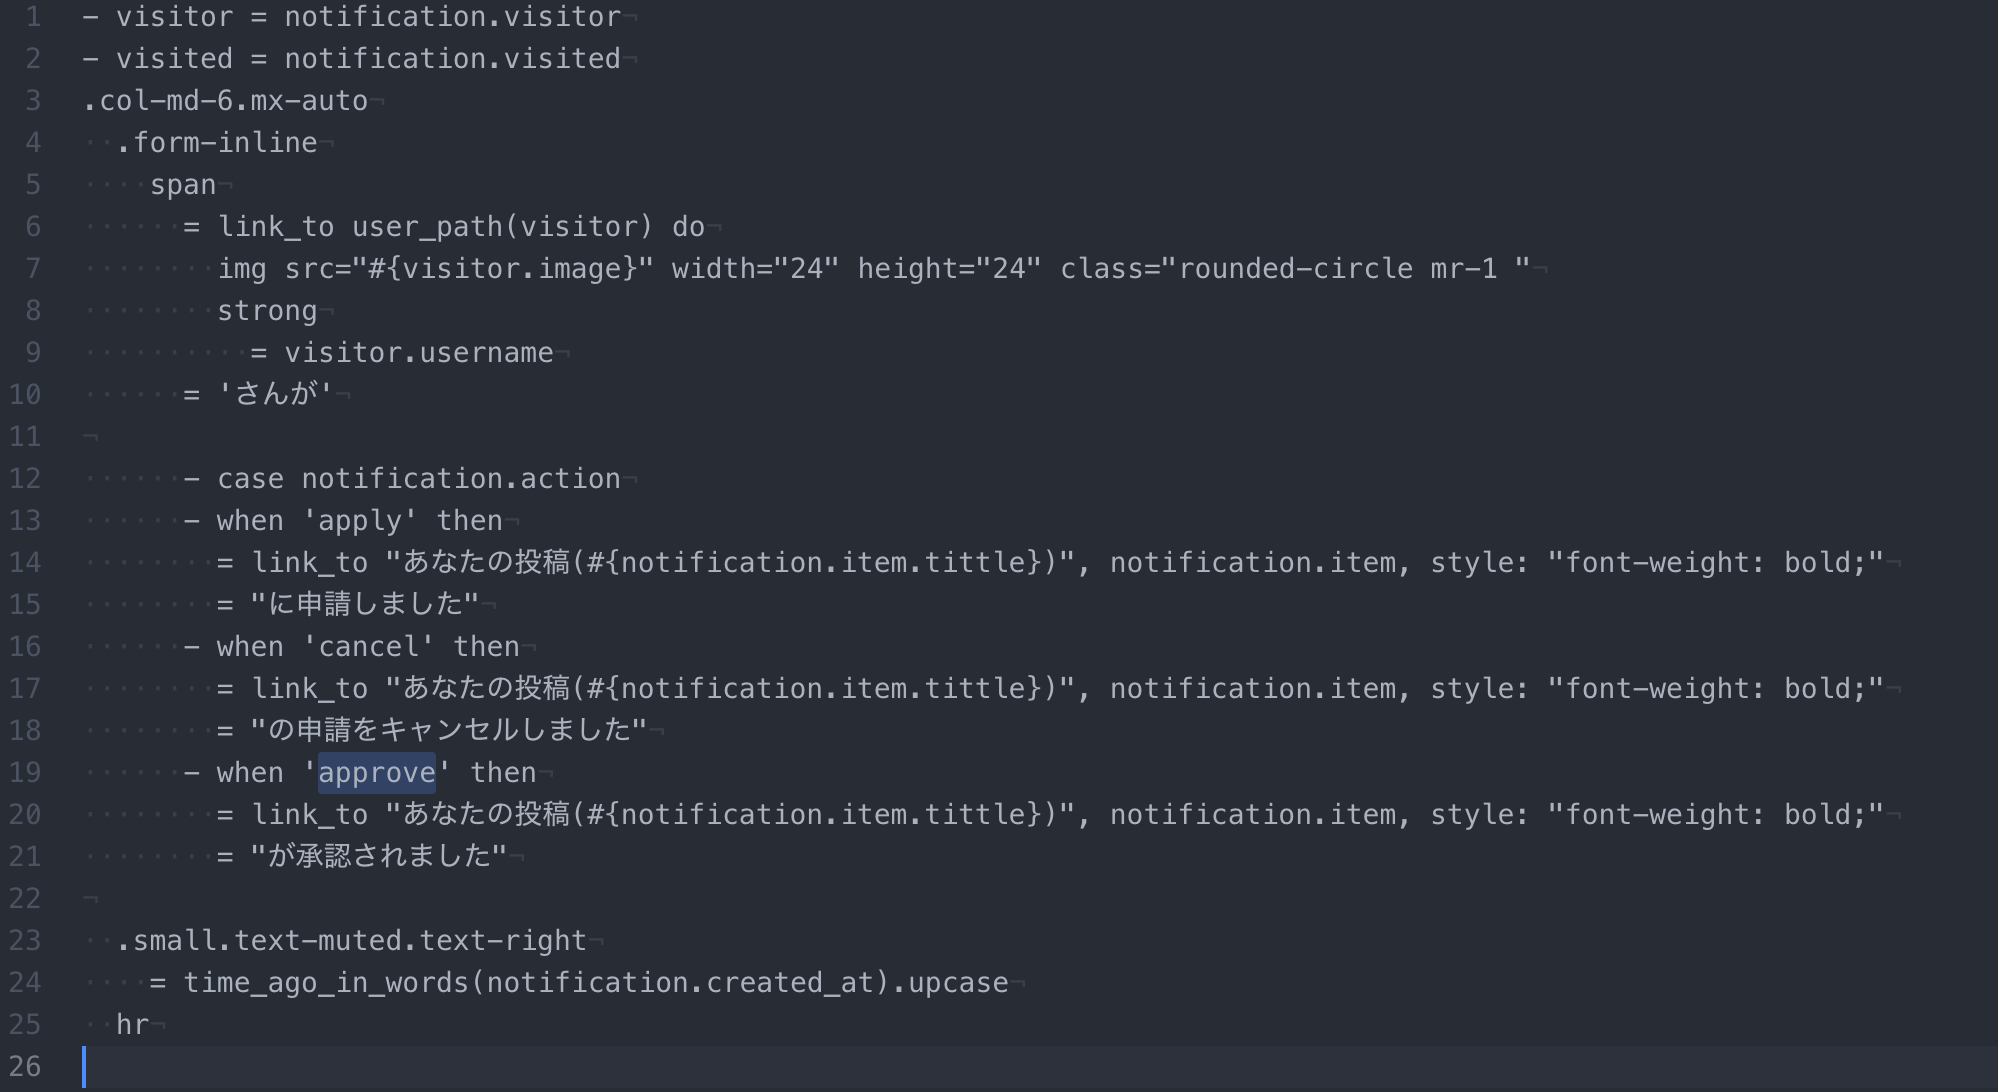 1 - visitor = notification.visitor¬
2 - visited = notification.visited¬
3 .col-md-6.mx-auto¬
4 ··.form-inline¬
5 ····span¬
6 ······= link_to user_path(visitor) do¬
7 ········img src="#{visitor.image}" width="24" height="24" class="rounded-circle mr-1 "¬
8 ········strong¬
9 ··········= visitor.username¬
10 ······= 'さんが'¬
11 ¬
12 ······- case notification.action¬
13 ······- when 'apply' then¬
14 ········= link_to "あなたの投稿(#{notification.item.tittle})", notification.item, style: "font-weight: bold;"¬
15 ········= "に申請しました"¬
16 ······- when 'cancel' then¬
17 ········= link_to "あなたの投稿(#{notification.item.tittle})", notification.item, style: "font-weight: bold;"¬
18 ········= "の申請をキャンセルしました"¬
19 ······- when 'approve' then¬
20 ········= link_to "あなたの投稿(#{notification.item.tittle})", notification.item, style: "font-weight: bold;"¬
21 ········= "が承認されました"¬
22 ¬
23 ··.small.text-muted.text-right¬
24 ····= time_ago_in_words(notification.created_at).upcase¬
25 ··hr¬
26